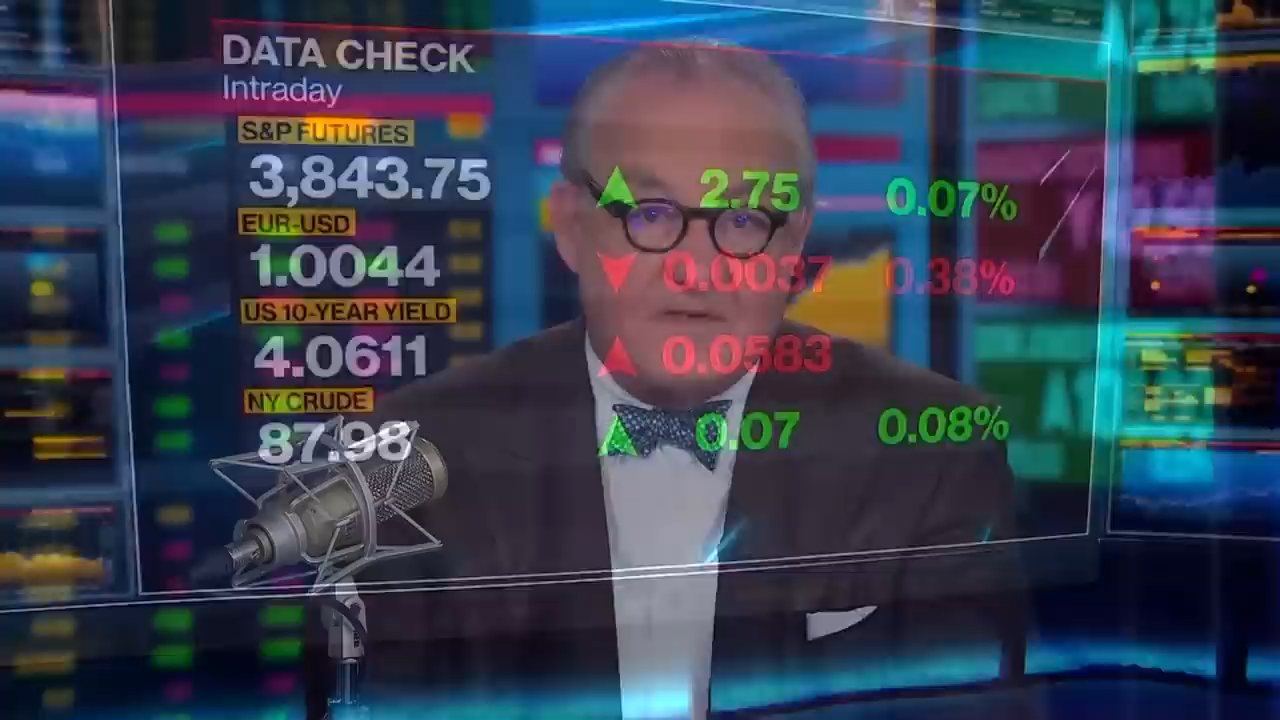 DATA CHECK
Intraday
S&P FUTURES
3,843.75 ▲ 2.75 0.07%
EUR-USD
1.0044 ▼ 0.0037 0.38%
US 10-YEAR YIELD
4.0611 ▲ 0.0583
NY CRUDE
87.98 ▲ 0.07 0.08%